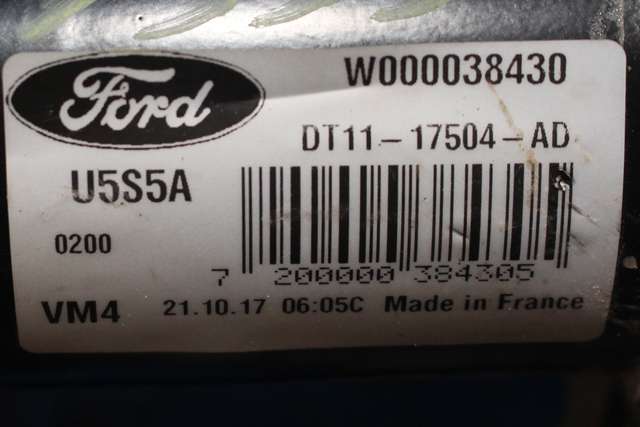 Ford
W000038430
DT11-17504-AD
U5S5A
0200
7 200000 384305
VM4 21.10.17 06:05C Made in France